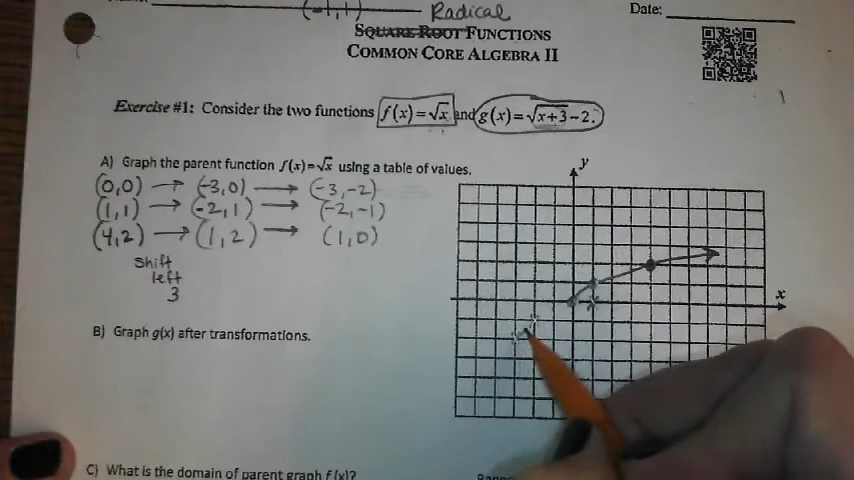 (-1,1) Radical Date:
SQUARE ROOT FUNCTIONS
COMMON CORE ALGEBRA II
Exercise #1: Consider the two functions f(x)=√x and g(x)=√x+3-2.
A) Graph the parent function f(x)=√x using a table of values.
(0,0) → (-3,0) → (-3,-2)
(1,1) → (-2,1) → (-2,-1)
(4,2) → (1,2) → (1,0)
shift
left
3
y
x
B) Graph g(x) after transformations.
C) What is the domain of parent graph f(x)?